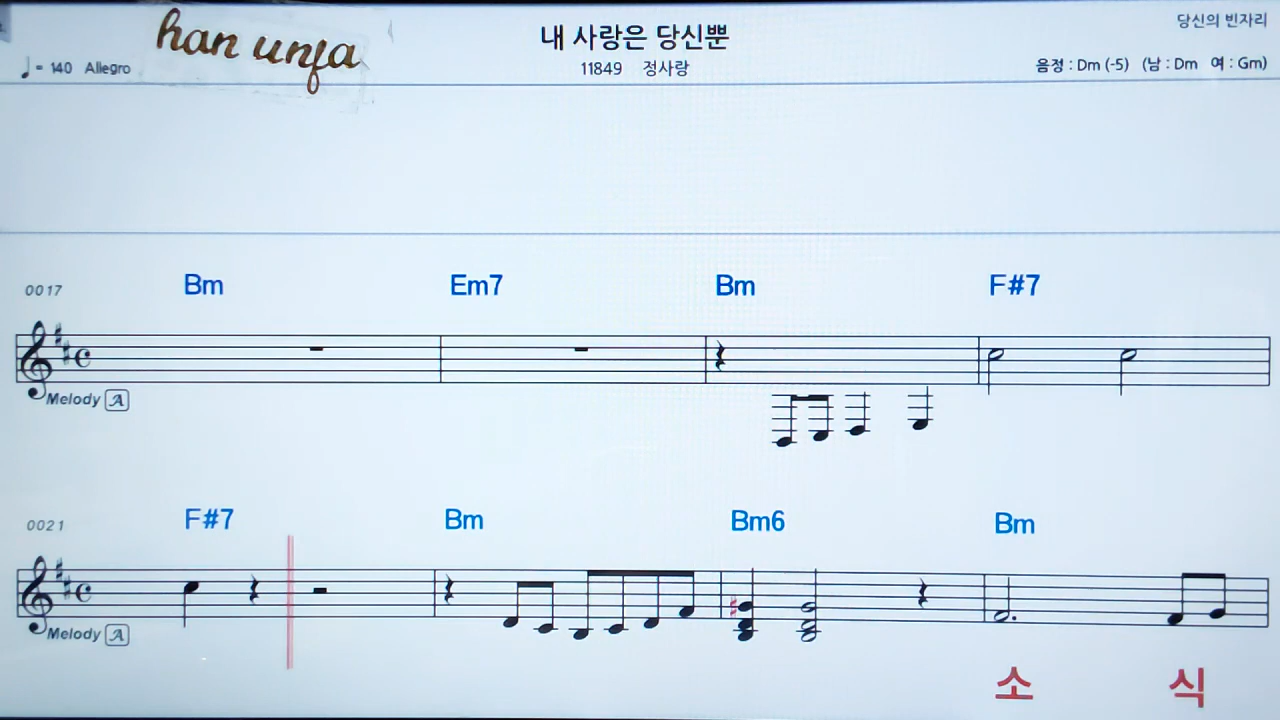 han unja
내 사랑은 당신뿐
당신의 빈자리
♩= 140 Allegro
11849 정사랑
음정 : Dm (-5) (남 : Dm 여 : Gm)
0017 Bm Em7 Bm F#7
Melody A
0021 F#7 Bm Bm6 Bm
Melody A
소 식